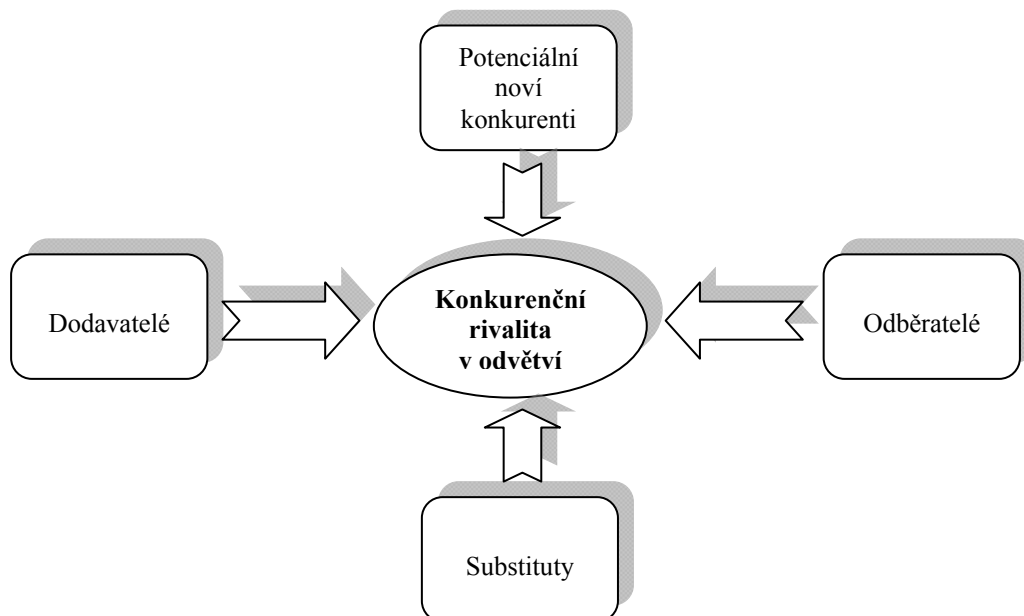 Potenciální
noví
konkurenti
Dodavatelé
Konkurenční
rivalita
v odvětví
Odběratelé
Substituty